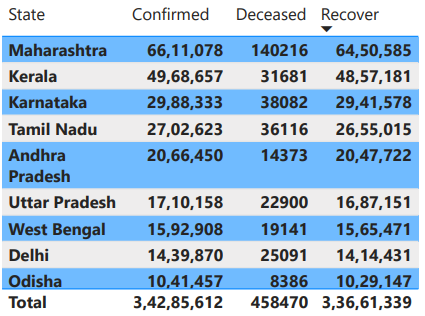 State Confirmed Deceased Recover
Maharashtra 66,11,078 140216 64,50,585
Kerala 49,68,657 31681 48,57,181
Karnataka 29,88,333 38082 29,41,578
Tamil Nadu 27,02,623 36116 26,55,015
Andhra 20,66,450 14373 20,47,722
Pradesh
Uttar Pradesh 17,10,158 22900 16,87,151
West Bengal 15,92,908 19141 15,65,471
Delhi 14,39,870 25091 14,14,431
Odisha 10,41,457 8386 10,29,147
Total 3,42,85,612 458470 3,36,61,339